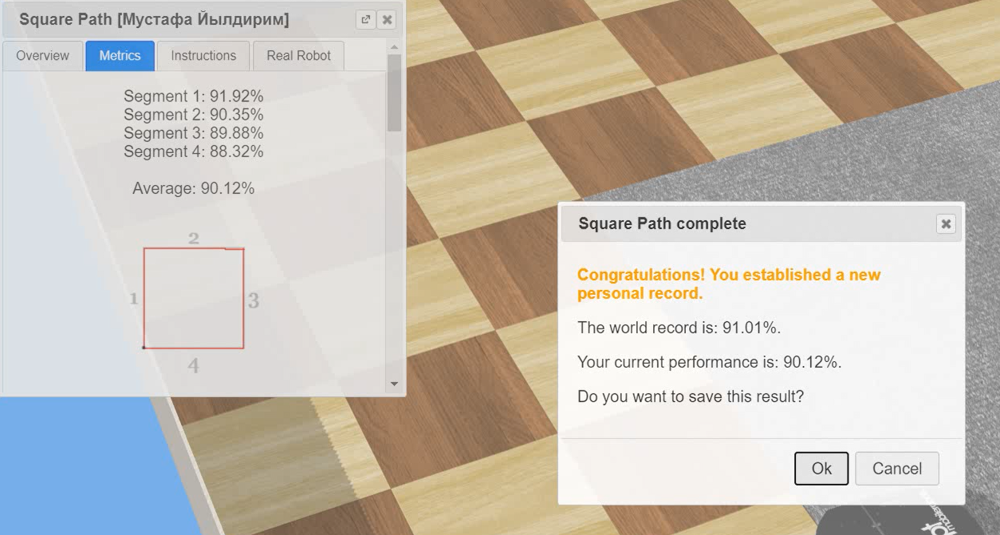 Square Path [Мустафа Йылдирим]
Overview
Metrics
Instructions
Real Robot
Segment 1: 91.92%
Segment 2: 90.35%
Segment 3: 89.88%
Segment 4: 88.32%
Average: 90.12%
2
1
3
4
Square Path complete
Congratulations! You established a new
personal record.
The world record is: 91.01%.
Your current performance is: 90.12%.
Do you want to save this result?
Ok
Cancel